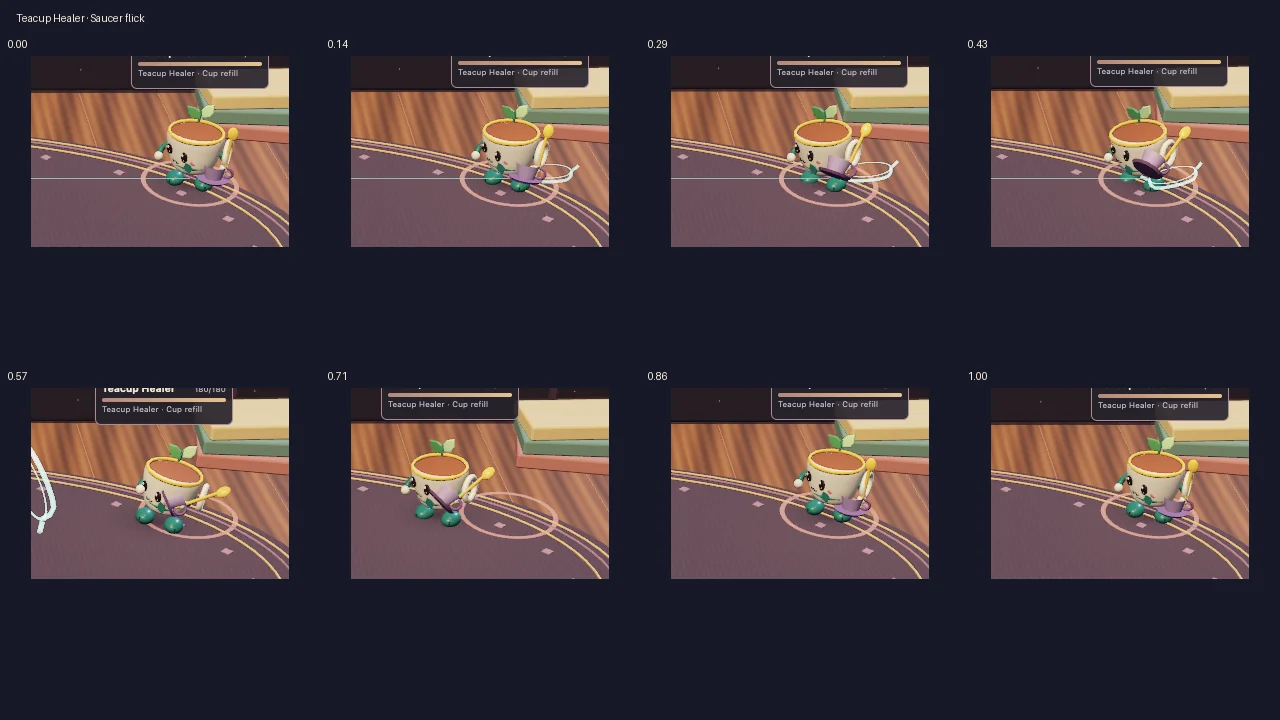 Teacup Healer · Saucer flick
0.00
0.14
0.29
0.43
Teacup Healer · Cup refill
Teacup Healer · Cup refill
Teacup Healer · Cup refill
Teacup Healer · Cup refill
0.57
0.71
0.86
1.00
Teacup Healer 180/180
Teacup Healer · Cup refill
Teacup Healer · Cup refill
Teacup Healer · Cup refill
Teacup Healer · Cup refill